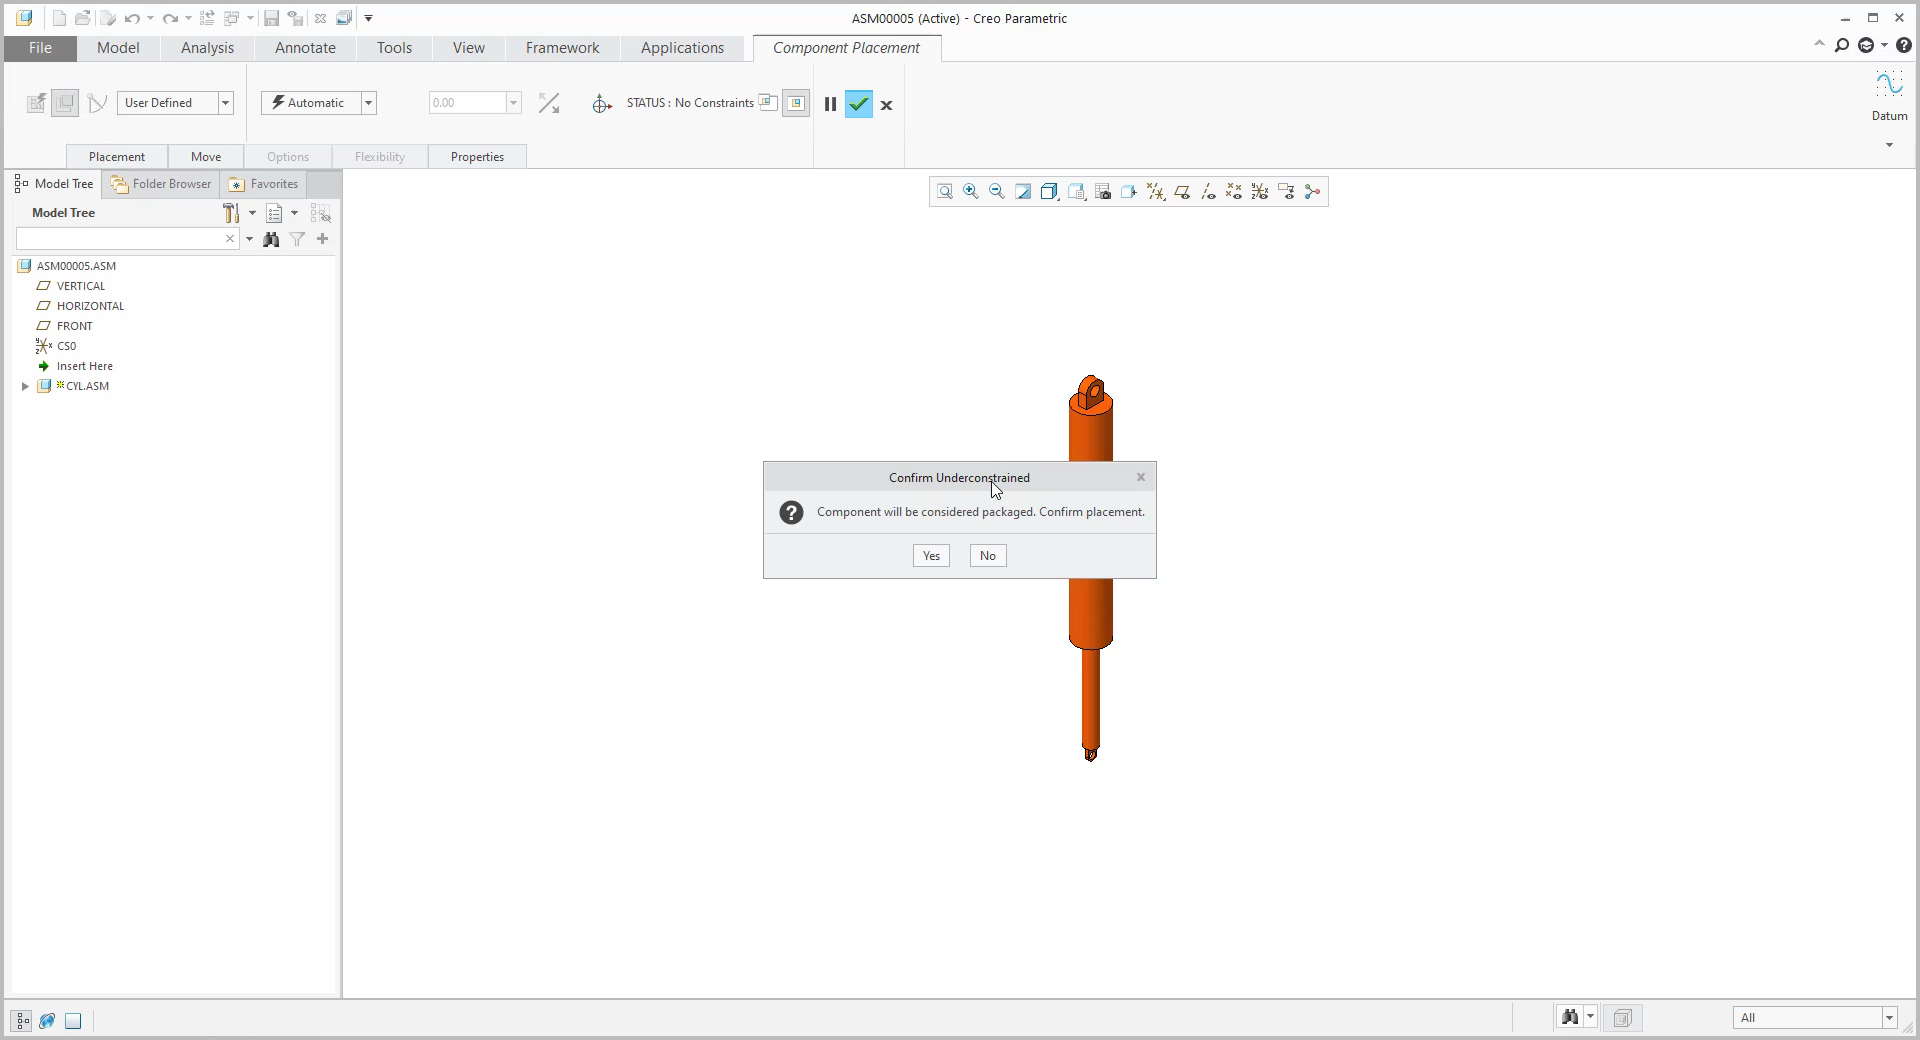 ASM00005 (Active) - Creo Parametric
File Model Analysis Annotate Tools View Framework Applications Component Placement
User Defined Automatic 0.00 STATUS : No Constraints
Datum
Placement Move Options Flexibility Properties
Model Tree Folder Browser Favorites
Model Tree
ASM00005.ASM
VERTICAL
HORIZONTAL
FRONT
CS0
Insert Here
CYL.ASM
Confirm Underconstrained
Component will be considered packaged. Confirm placement.
Yes No
All